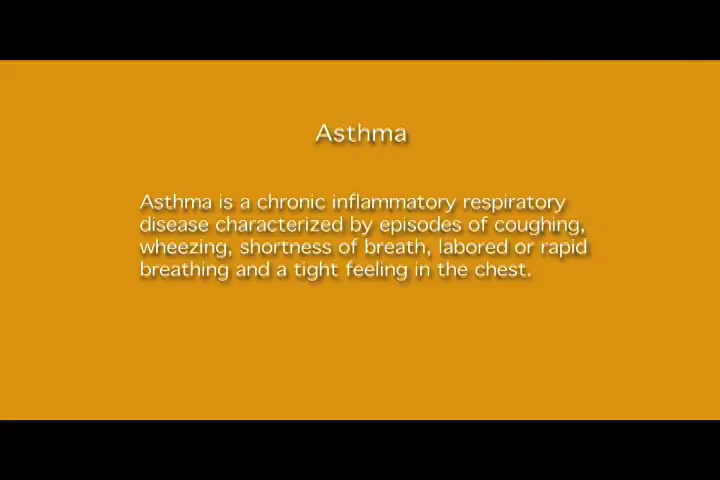 Asthma
Asthma is a chronic inflammatory respiratory
disease characterized by episodes of coughing,
wheezing, shortness of breath, labored or rapid
breathing and a tight feeling in the chest.